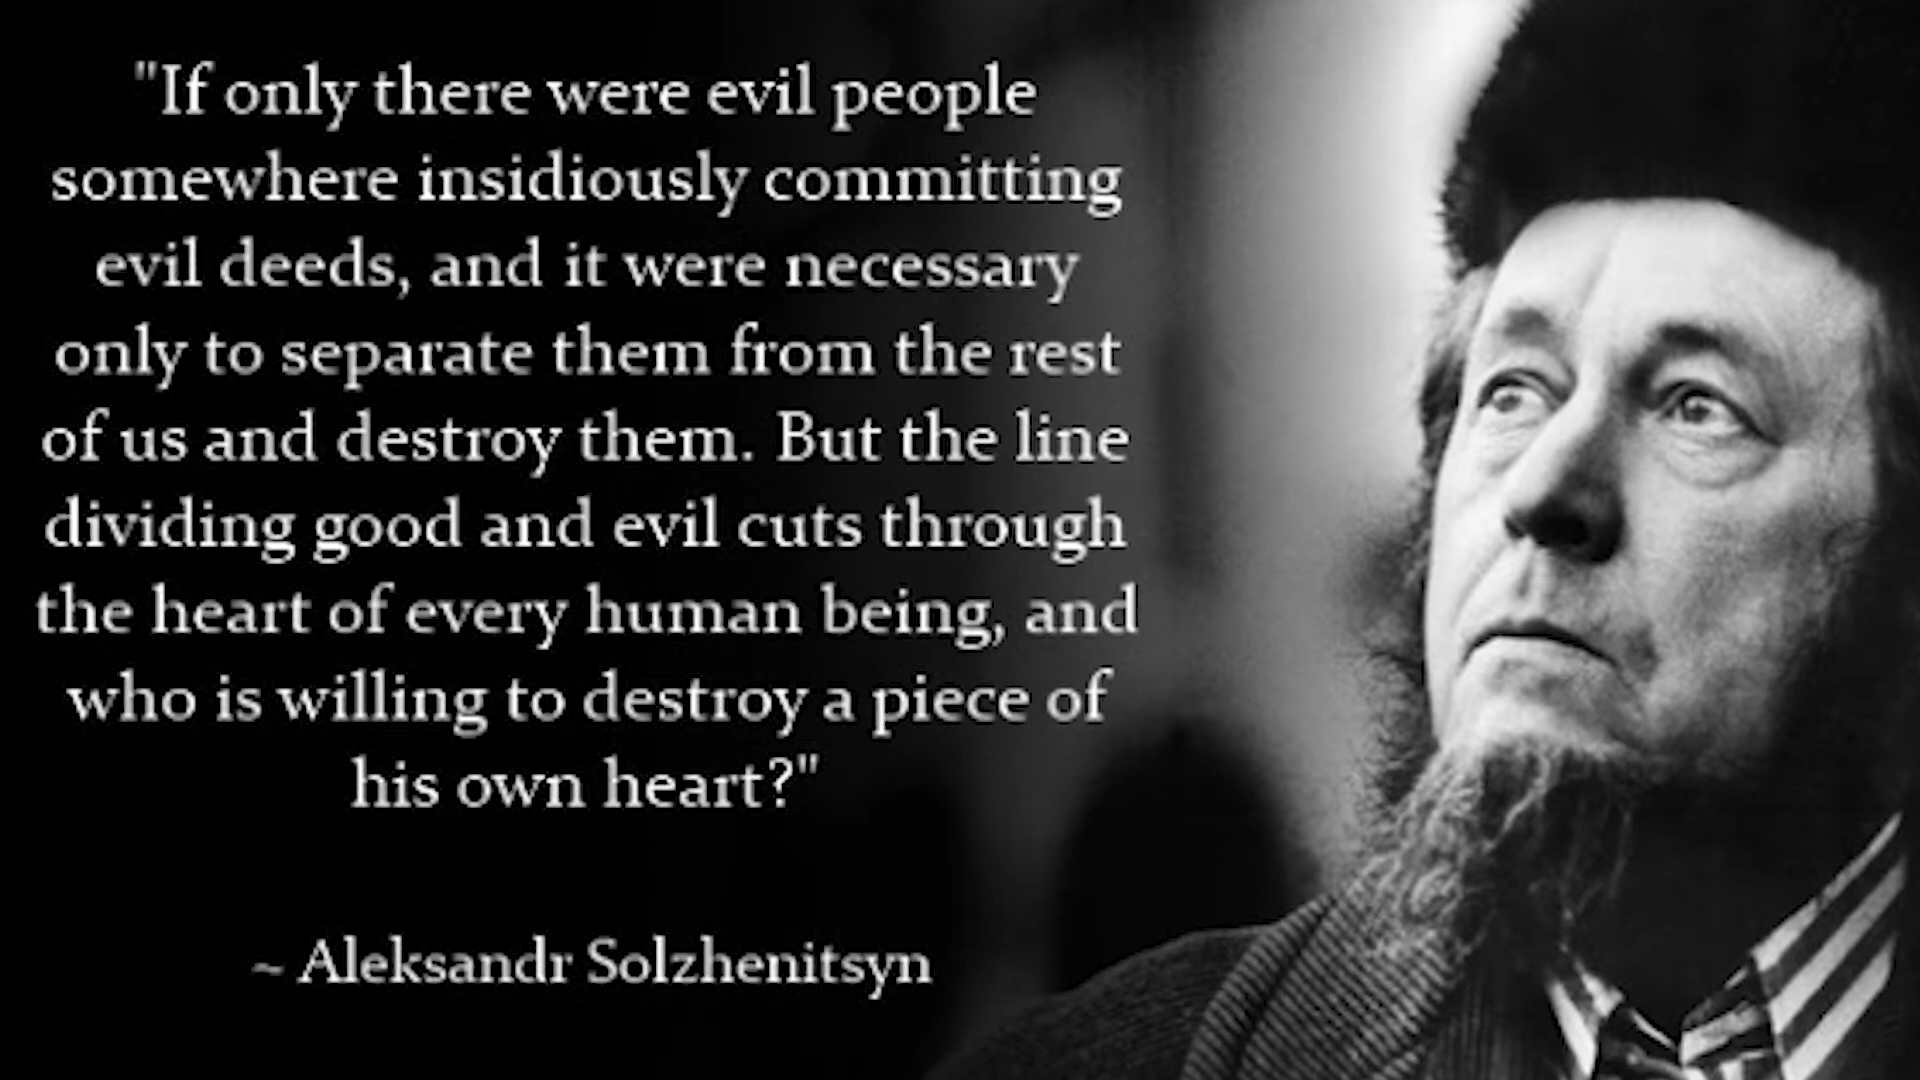 "If only there were evil people
somewhere insidiously committing
evil deeds, and it were necessary
only to separate them from the rest
of us and destroy them. But the line
dividing good and evil cuts through
the heart of every human being, and
who is willing to destroy a piece of
his own heart?"
~ Aleksandr Solzhenitsyn